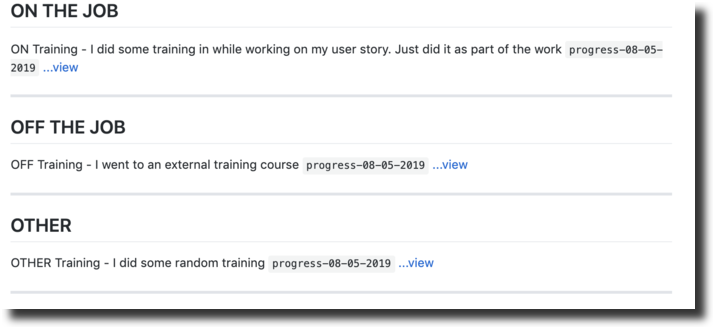 ON THE JOB
ON Training - I did some training in while working on my user story. Just did it as part of the work progress-08-05-
2019 ...view
OFF THE JOB
OFF Training - I went to an external training course progress-08-05-2019 ...view
OTHER
OTHER Training - I did some random training progress-08-05-2019 ...view